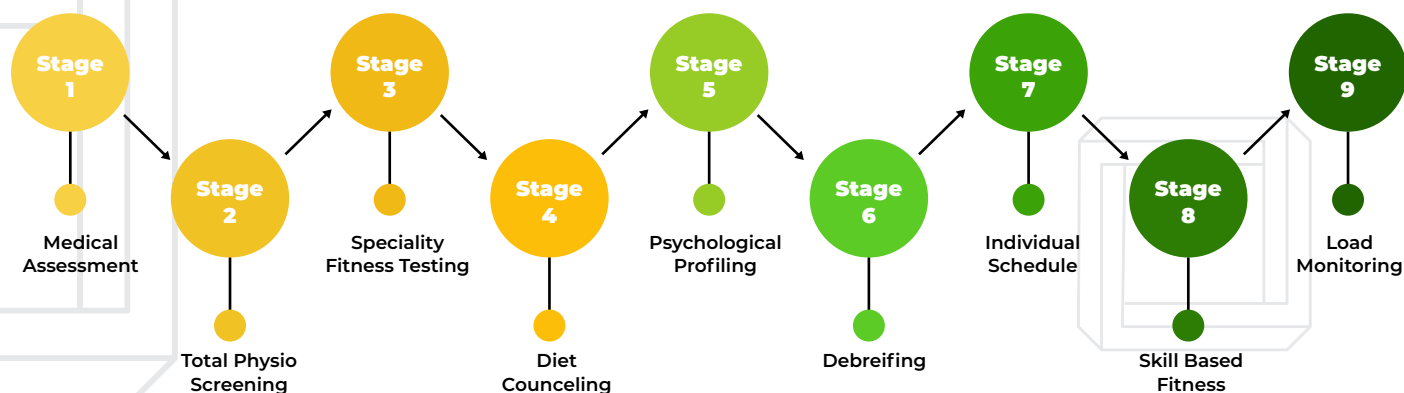 Stage
1
Medical
Assessment
Stage
2
Total Physio
Screening
Stage
3
Speciality
Fitness Testing
Stage
4
Diet
Counceling
Stage
5
Psychological
Profiling
Stage
6
Debreifing
Stage
7
Individual
Schedule
Stage
8
Skill Based
Fitness
Stage
9
Load
Monitoring